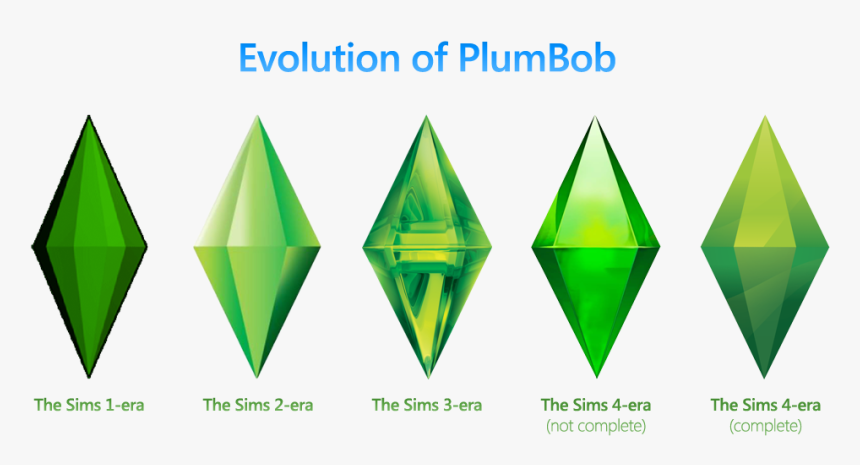 Evolution of PlumBob
The Sims 1-era
The Sims 2-era
The Sims 3-era
The Sims 4-era
(not complete)
The Sims 4-era
(complete)